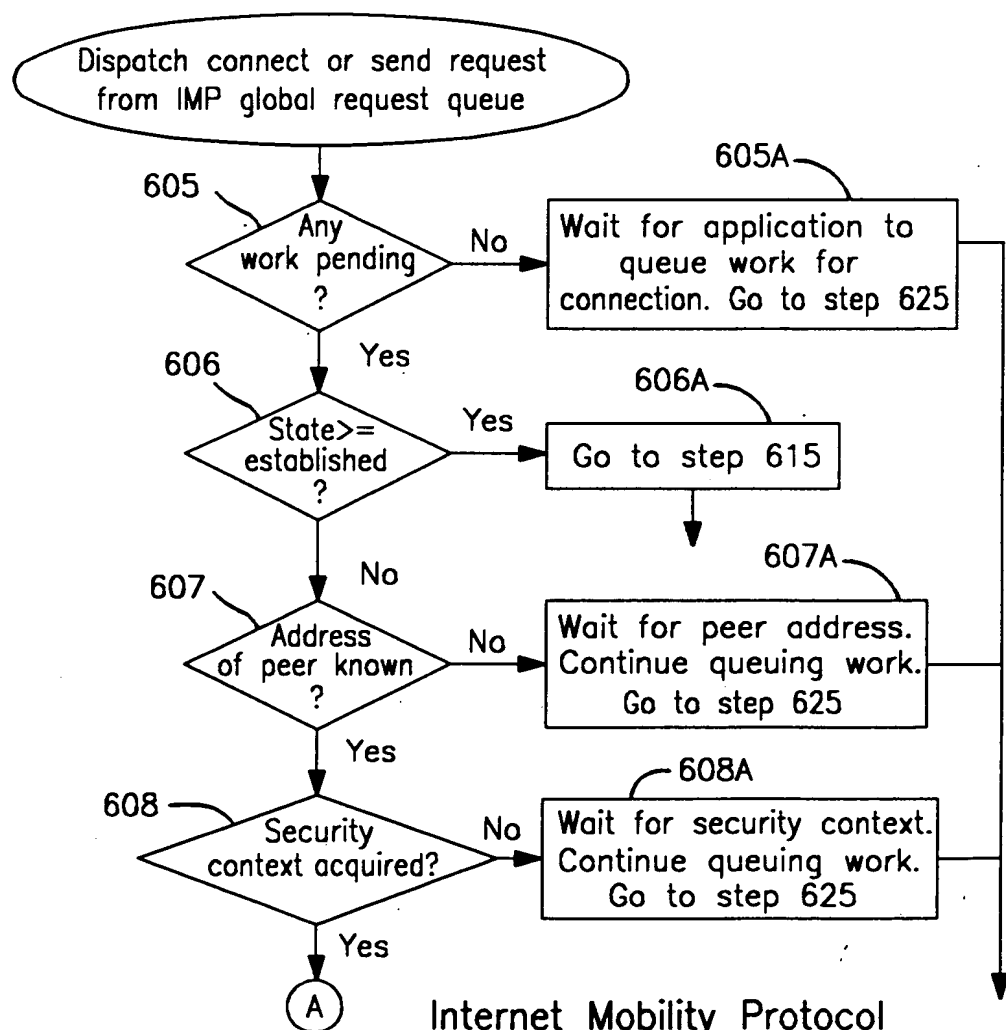 Dispatch connect or send request
from IMP global request queue
605
Any
work pending
?
No
605A
Wait for application to
queue work for
connection. Go to step 625
Yes
606
State>=
established
?
Yes
606A
Go to step 615
No
607
Address
of peer known
?
No
607A
Wait for peer address.
Continue queuing work.
Go to step 625
Yes
608
Security
context acquired?
No
608A
Wait for security context.
Continue queuing work.
Go to step 625
Yes
A
Internet Mobility Protocol